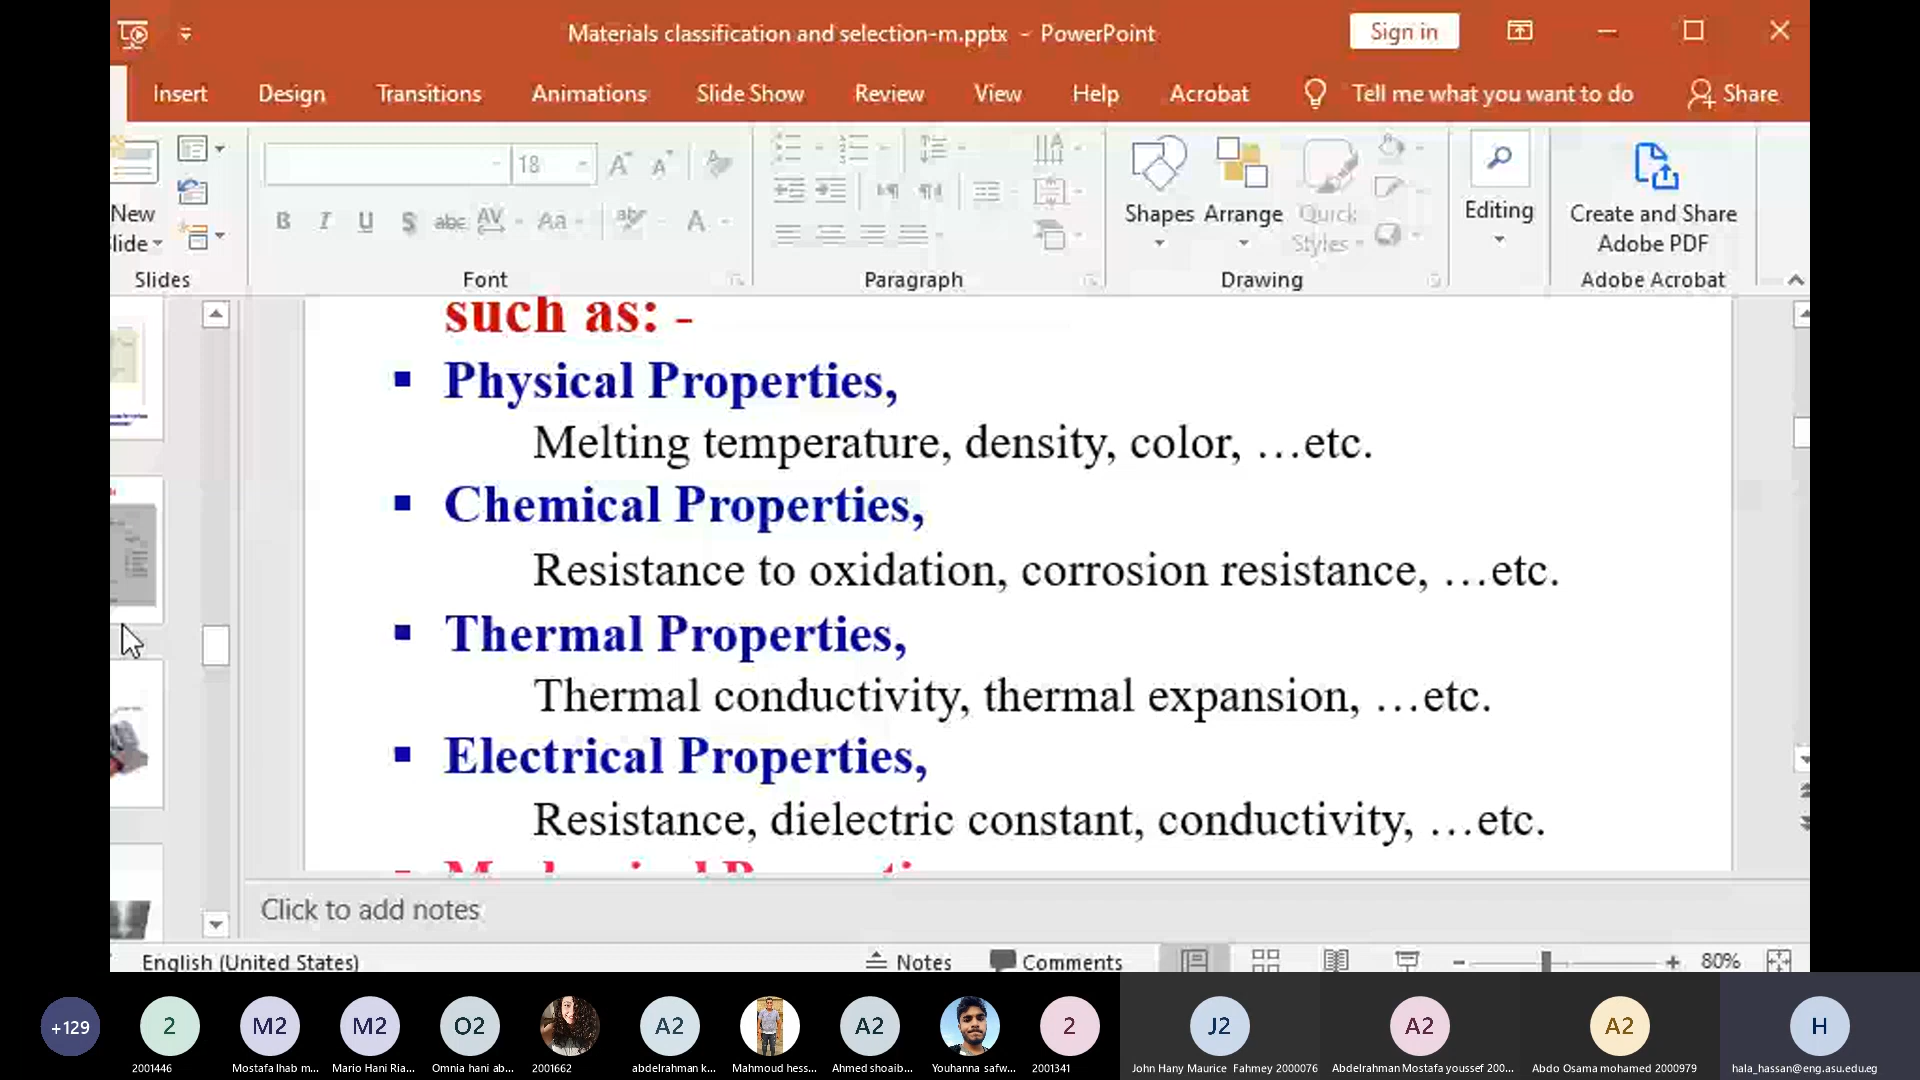 Materials classification and selection-m.pptx - PowerPoint
Sign in
Insert Design Transitions Animations Slide Show Review View Help Acrobat Tell me what you want to do Share
18
B I U S abc AV Aa A
New
Slide
Shapes Arrange Quick
Styles
Editing
Create and Share
Adobe PDF
Slides Font Paragraph Drawing Adobe Acrobat
such as: -
▪ Physical Properties,
Melting temperature, density, color, …etc.
▪ Chemical Properties,
Resistance to oxidation, corrosion resistance, …etc.
▪ Thermal Properties,
Thermal conductivity, thermal expansion, …etc.
▪ Electrical Properties,
Resistance, dielectric constant, conductivity, …etc.
Click to add notes
English (United States) Notes Comments 80%
+129 2 M2 M2 O2 A2 A2 2 J2 A2 A2 H
2001446 Mostafa Ihab m... Mario Hani Ria... Omnia hani ab... 2001662 abdelrahman k... Mahmoud hess... Ahmed shoaib... Youhanna safw... 2001341 John Hany Maurice Fahmey 2000076 Abdelrahman Mostafa youssef 200... Abdo Osama mohamed 2000979 hala_hassan@eng.asu.edu.eg